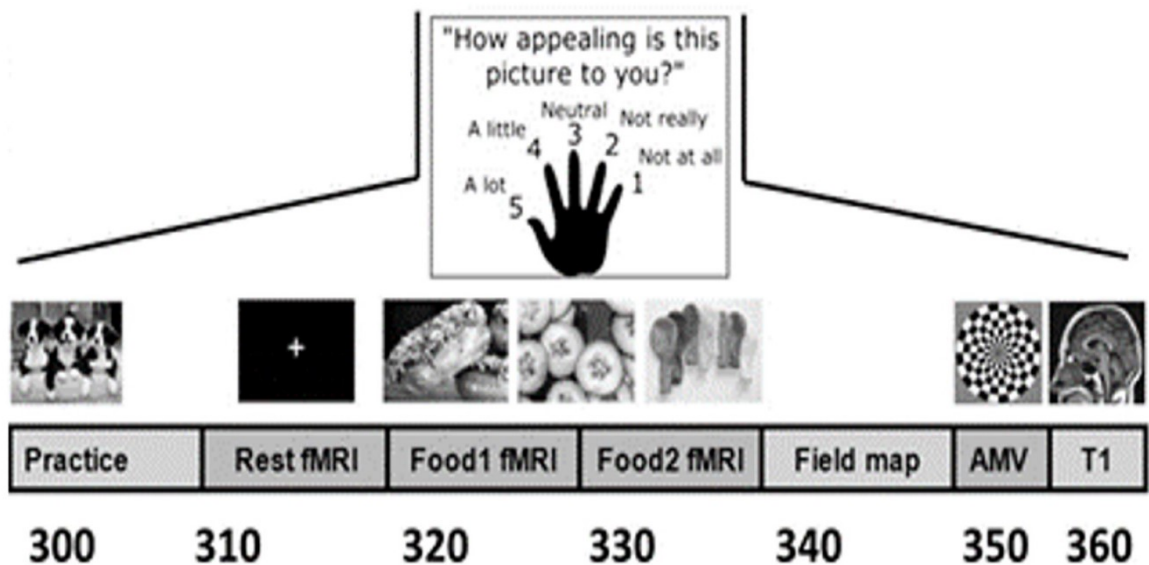 "How appealing is this
picture to you?"
Neutral
A little
Not really
4
3
2
Not at all
A lot
1
5
Practice
Rest fMRI
Food1 fMRI
Food2 fMRI
Field map
AMV
T1
300
310
320
330
340
350
360